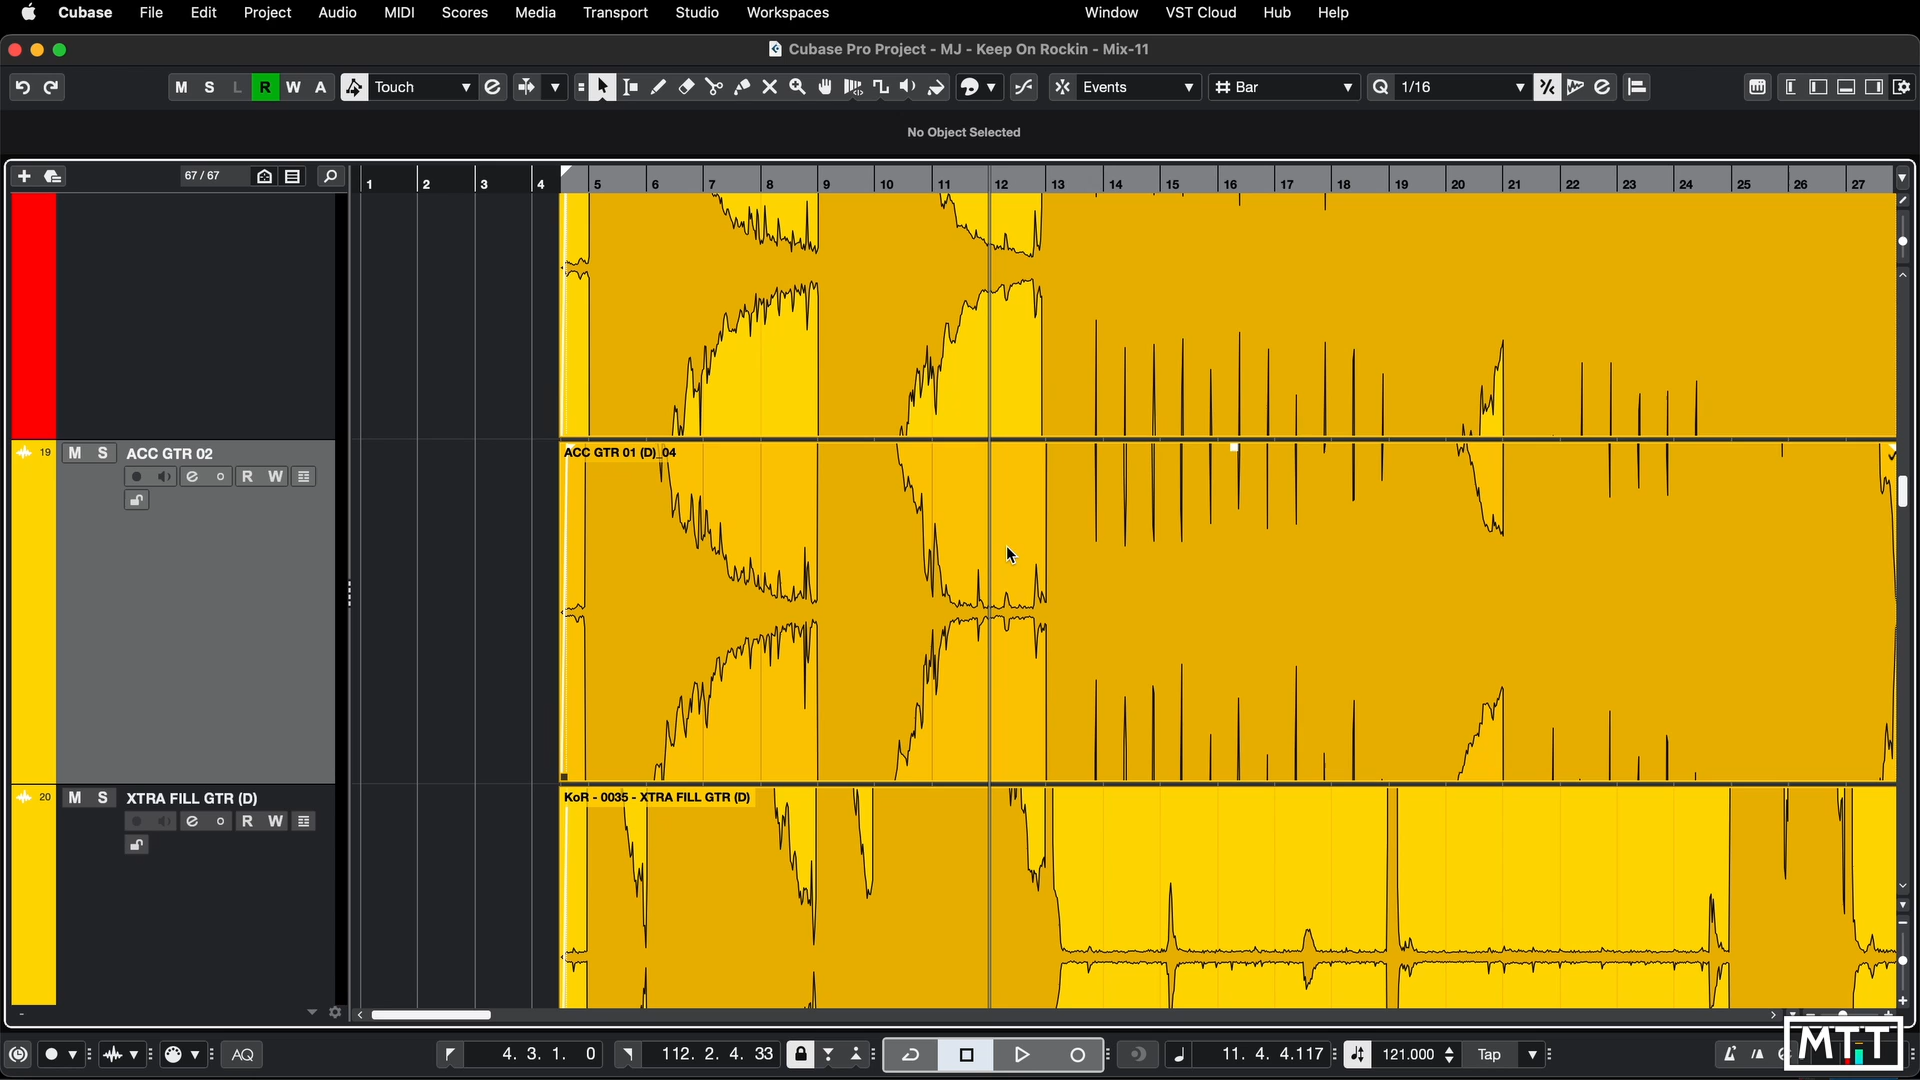 Cubase File Edit Project Audio MIDI Scores Media Transport Studio Workspaces Window VST Cloud Hub Help
Cubase Pro Project - MJ - Keep On Rockin - Mix-11
M S L R W A Touch Events Bar Q 1/16
No Object Selected
67 / 67
1 2 3 4 5 6 7 8 9 10 11 12 13 14 15 16 17 18 19 20 21 22 23 24 25 26 27
19 M S ACC GTR 02
R W
ACC GTR 01 (D)_04
20 M S XTRA FILL GTR (D)
R W
KoR - 0035 - XTRA FILL GTR (D)
AQ 4. 3. 1. 0 112. 2. 4. 33 11. 4. 4.117 121.000 Tap
MTT